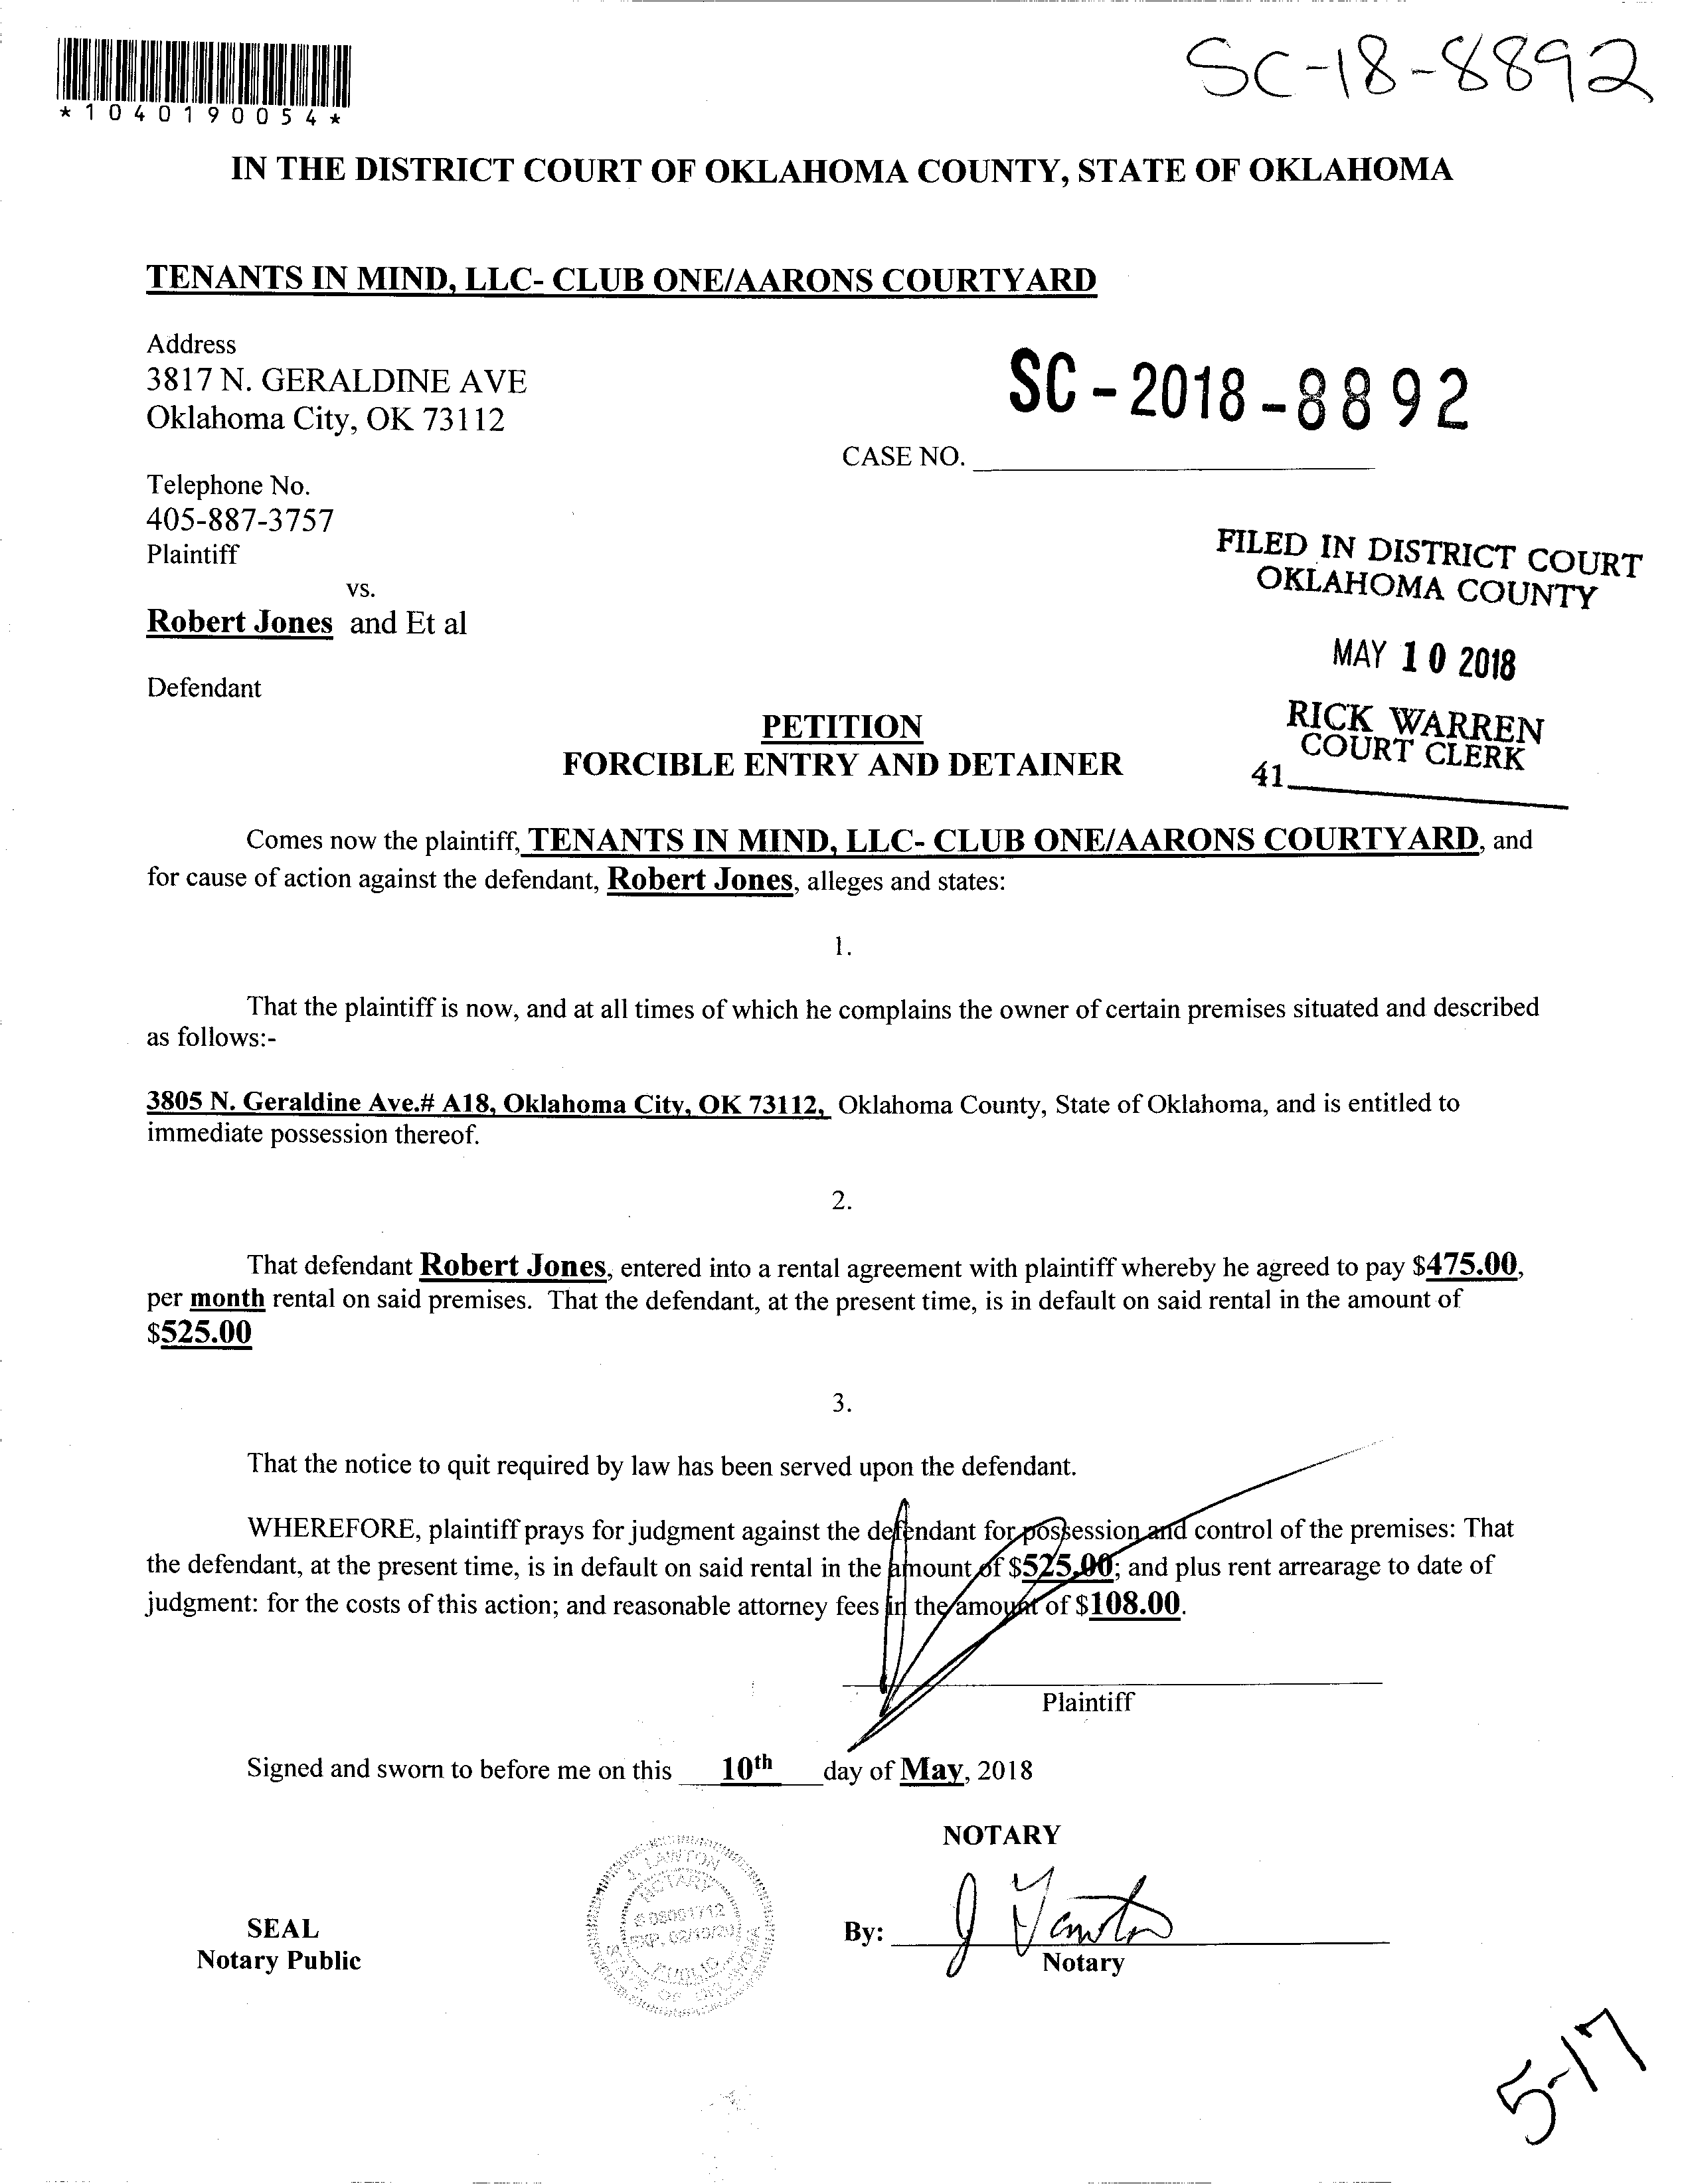 SC-18-8892
*1040190054*
IN THE DISTRICT COURT OF OKLAHOMA COUNTY, STATE OF OKLAHOMA
TENANTS IN MIND, LLC- CLUB ONE/AARONS COURTYARD
Address
3817 N. GERALDINE AVE
Oklahoma City, OK 73112
SC-2018-8892
CASE NO.
Telephone No.
405-887-3757
Plaintiff
vs.
Robert Jones and Et al
Defendant
FILED IN DISTRICT COURT
OKLAHOMA COUNTY
MAY 10 2018
RICK WARREN
COURT CLERK
41
PETITION
FORCIBLE ENTRY AND DETAINER
Comes now the plaintiff, TENANTS IN MIND, LLC- CLUB ONE/AARONS COURTYARD, and
for cause of action against the defendant, Robert Jones, alleges and states:
1.
That the plaintiff is now, and at all times of which he complains the owner of certain premises situated and described
as follows:-
3805 N. Geraldine Ave.# A18, Oklahoma City, OK 73112, Oklahoma County, State of Oklahoma, and is entitled to
immediate possession thereof.
2.
That defendant Robert Jones, entered into a rental agreement with plaintiff whereby he agreed to pay $475.00,
per month rental on said premises. That the defendant, at the present time, is in default on said rental in the amount of
$525.00
3.
That the notice to quit required by law has been served upon the defendant.
WHEREFORE, plaintiff prays for judgment against the defendant for possession and control of the premises: That
the defendant, at the present time, is in default on said rental in the amount of $525.00; and plus rent arrearage to date of
judgment: for the costs of this action; and reasonable attorney fees in the amount of $108.00.
Plaintiff
Signed and sworn to before me on this 10th day of May, 2018
NOTARY
J. LAWTON
NOTARY
PUBLIC
STATE OF OKLAHOMA
SEAL
Notary Public
By: J Lawton
Notary
5-17